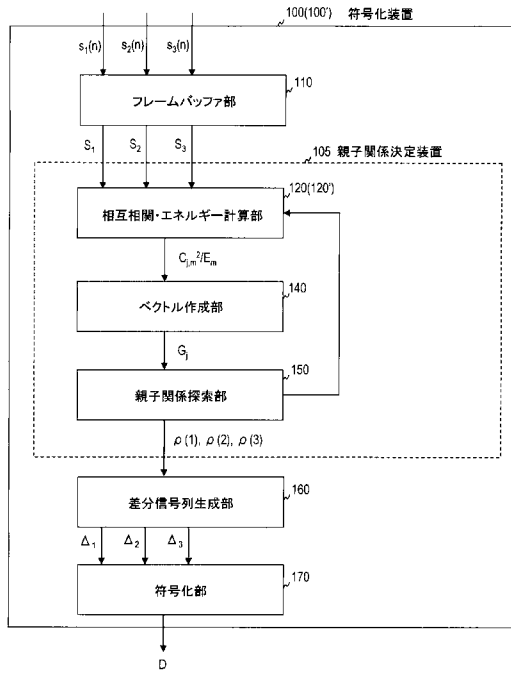 100(100') 符号化装置
s₁(n) s₂(n) s₃(n)
110
フレームバッファ部
S₁ S₂ S₃
105 親子関係決定装置
120(120')
相互相関・エネルギー計算部
C_{j,m}²/E_m
140
ベクトル作成部
G_j
150
親子関係探索部
ρ(1), ρ(2), ρ(3)
160
差分信号列生成部
Δ₁ Δ₂ Δ₃
170
符号化部
D